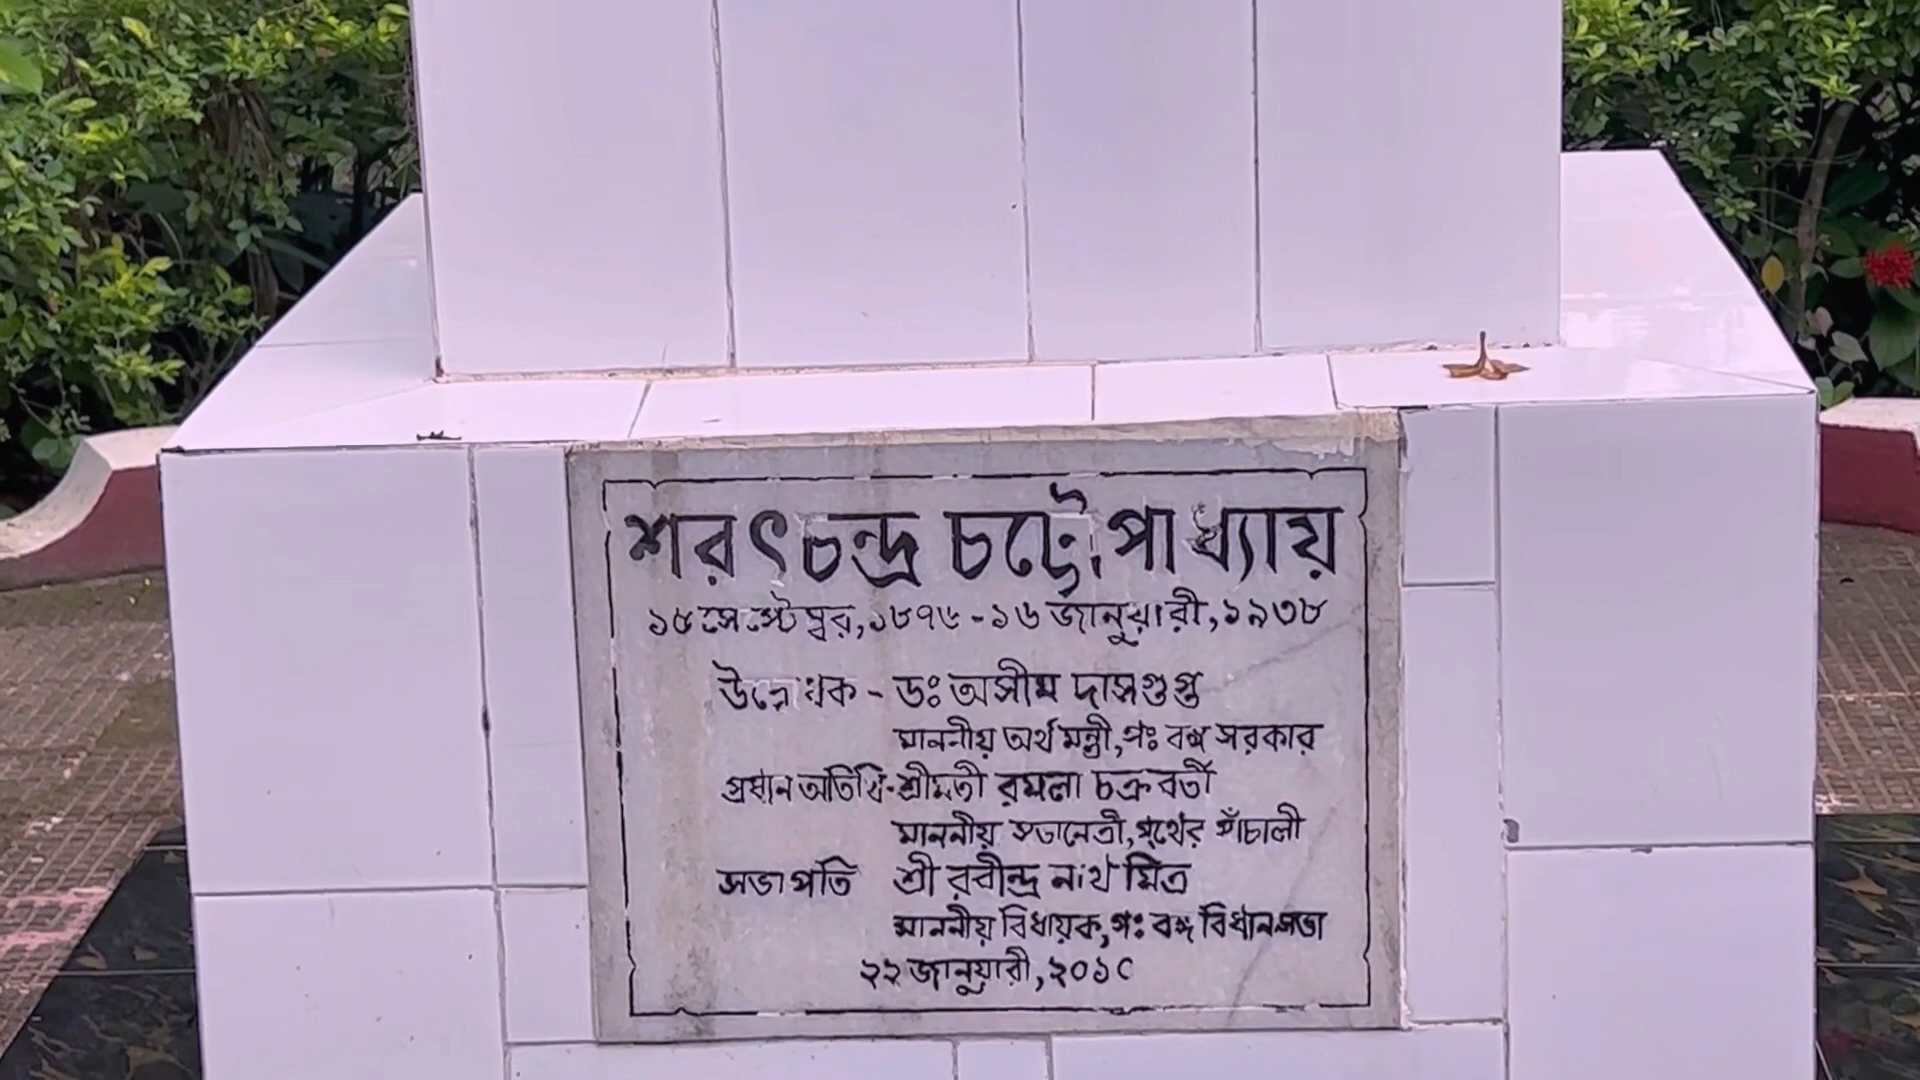 শরৎচন্দ্র চট্টোপাধ্যায়
১৫ সেপ্টেম্বর, ১৮৭৬ - ১৬ জানুয়ারী, ১৯৩৮
উদ্বোধক - ডঃ অসীম দাসগুপ্ত
মাননীয় অর্থমন্ত্রী, পঃ বঙ্গ সরকার
প্রধান অতিথি - শ্রীমতী রমলা চক্রবর্তী
মাননীয় সভানেত্রী, পথের পাঁচালী
সভাপতি শ্রী রবীন্দ্র নাথ মিত্র
মাননীয় বিধায়ক, পঃ বঙ্গ বিধানসভা
২২ জানুয়ারী, ২০১০